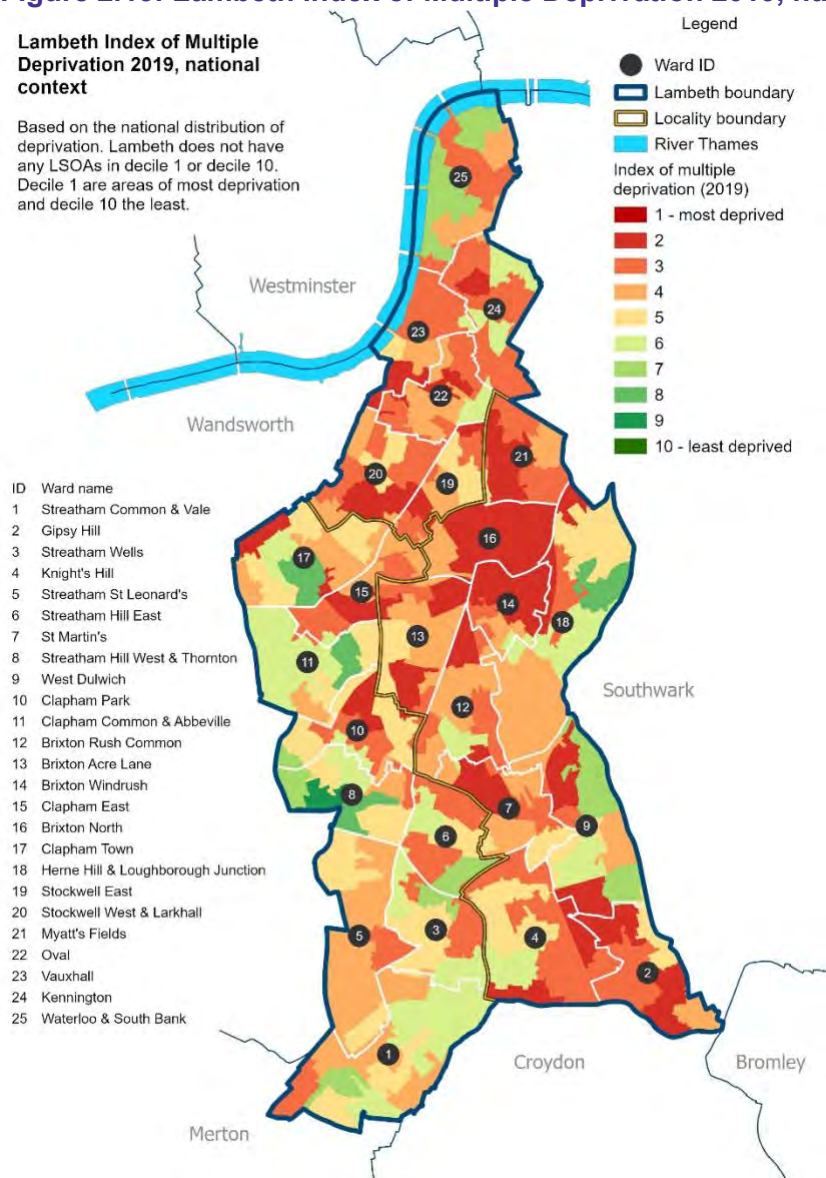 Lambeth Index of Multiple
Deprivation 2019, national
context
Based on the national distribution of
deprivation. Lambeth does not have
any LSOAs in decile 1 or decile 10.
Decile 1 are areas of most deprivation
and decile 10 the least.
Legend
Ward ID
Lambeth boundary
Locality boundary
River Thames
Index of multiple
deprivation (2019)
1 - most deprived
2
3
4
5
6
7
8
9
10 - least deprived
Westminster
Wandsworth
Southwark
Croydon
Bromley
Merton
ID Ward name
1 Streatham Common & Vale
2 Gipsy Hill
3 Streatham Wells
4 Knight's Hill
5 Streatham St Leonard's
6 Streatham Hill East
7 St Martin's
8 Streatham Hill West & Thornton
9 West Dulwich
10 Clapham Park
11 Clapham Common & Abbeville
12 Brixton Rush Common
13 Brixton Acre Lane
14 Brixton Windrush
15 Clapham East
16 Brixton North
17 Clapham Town
18 Herne Hill & Loughborough Junction
19 Stockwell East
20 Stockwell West & Larkhall
21 Myatt's Fields
22 Oval
23 Vauxhall
24 Kennington
25 Waterloo & South Bank
25
24
23
22
21
20
19
16
17
15
14
18
13
11
12
10
8
7
9
6
3
5
4
2
1